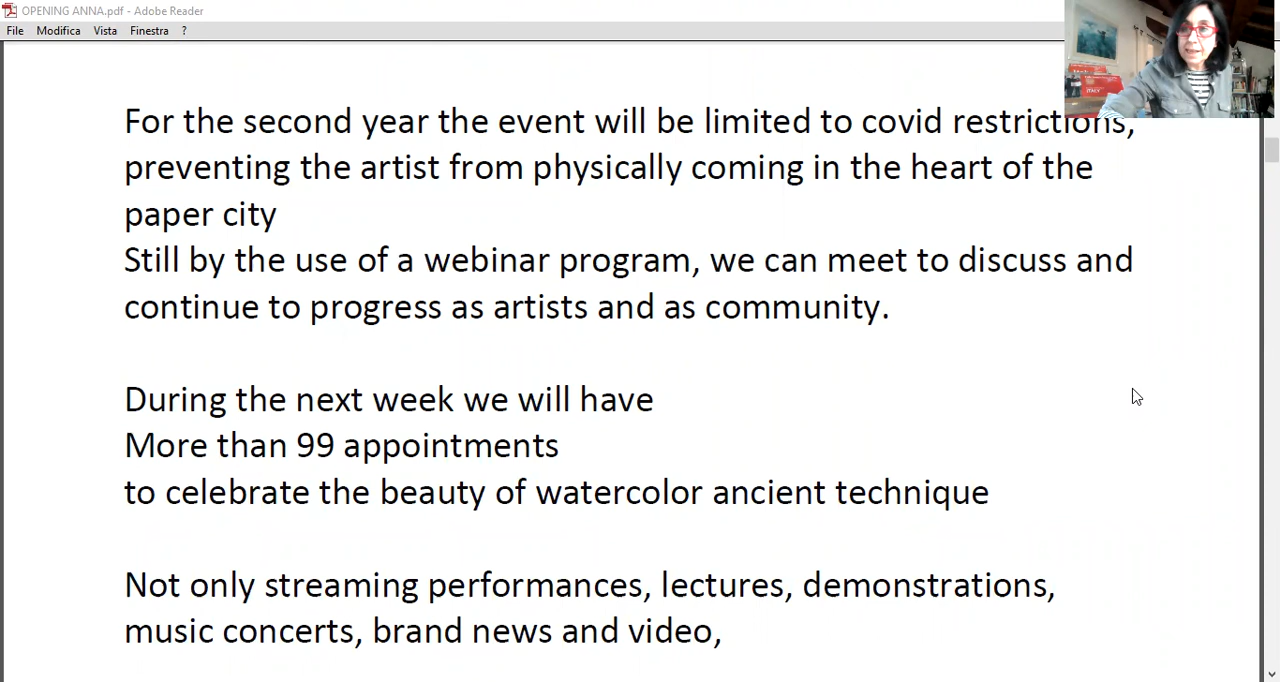 OPENING ANNA.pdf - Adobe Reader
File Modifica Vista Finestra ?
For the second year the event will be limited to covid restrictions,
preventing the artist from physically coming in the heart of the
paper city
Still by the use of a webinar program, we can meet to discuss and
continue to progress as artists and as community.
During the next week we will have
More than 99 appointments
to celebrate the beauty of watercolor ancient technique
Not only streaming performances, lectures, demonstrations,
music concerts, brand news and video,